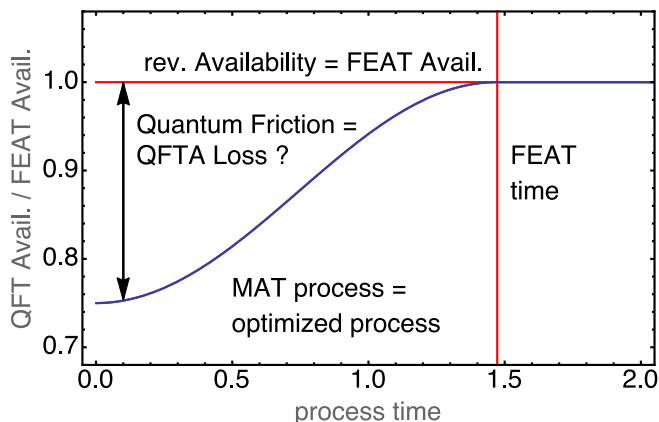 QFT Avail. / FEAT Avail.
1.0
0.9
0.8
0.7
rev. Availability = FEAT Avail.
Quantum Friction =
QFTA Loss ?
FEAT
time
MAT process =
optimized process
0.0 0.5 1.0 1.5 2.0
process time